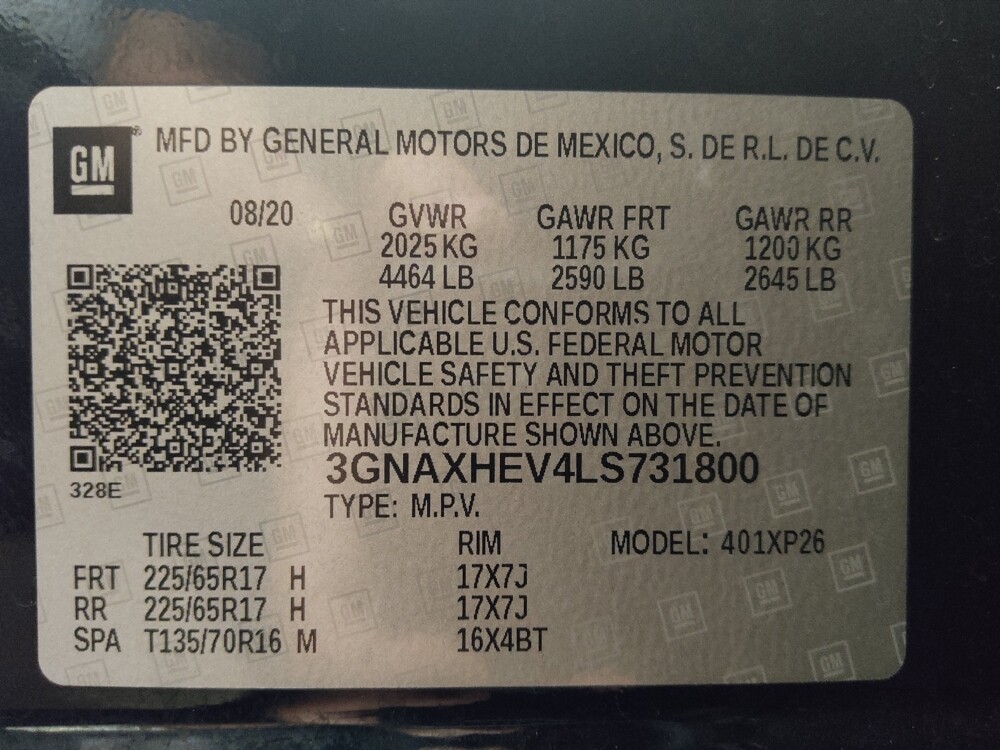 GM
MFD BY GENERAL MOTORS DE MEXICO, S. DE R.L. DE C.V.
08/20 GVWR GAWR FRT GAWR RR
2025 KG 1175 KG 1200 KG
4464 LB 2590 LB 2645 LB
THIS VEHICLE CONFORMS TO ALL
APPLICABLE U.S. FEDERAL MOTOR
VEHICLE SAFETY AND THEFT PREVENTION
STANDARDS IN EFFECT ON THE DATE OF
MANUFACTURE SHOWN ABOVE.
3GNAXHEV4LS731800
328E
TYPE: M.P.V.
TIRE SIZE RIM MODEL: 401XP26
FRT 225/65R17 H 17X7J
RR 225/65R17 H 17X7J
SPA T135/70R16 M 16X4BT